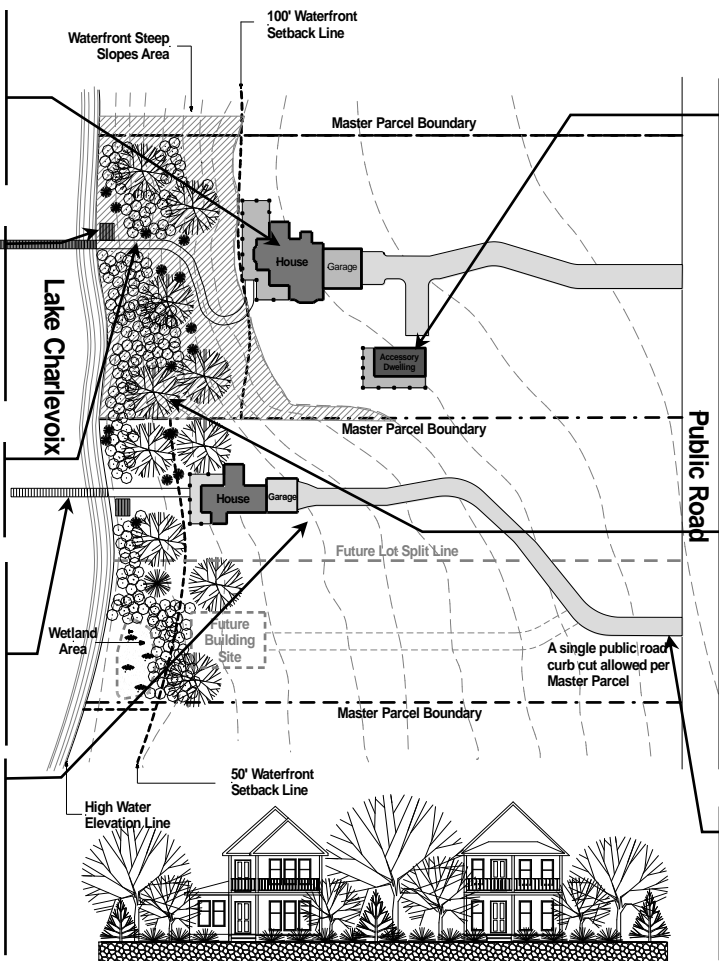 100' Waterfront
Setback Line
Waterfront Steep
Slopes Area
Master Parcel Boundary
House
Garage
Lake Charlevoix
Accessory
Dwelling
Public Road
Master Parcel Boundary
House
Garage
Future Lot Split Line
Wetland
Area
Future
Building
Site
A single public road
curb cut allowed per
Master Parcel
Master Parcel Boundary
50' Waterfront
Setback Line
High Water
Elevation Line